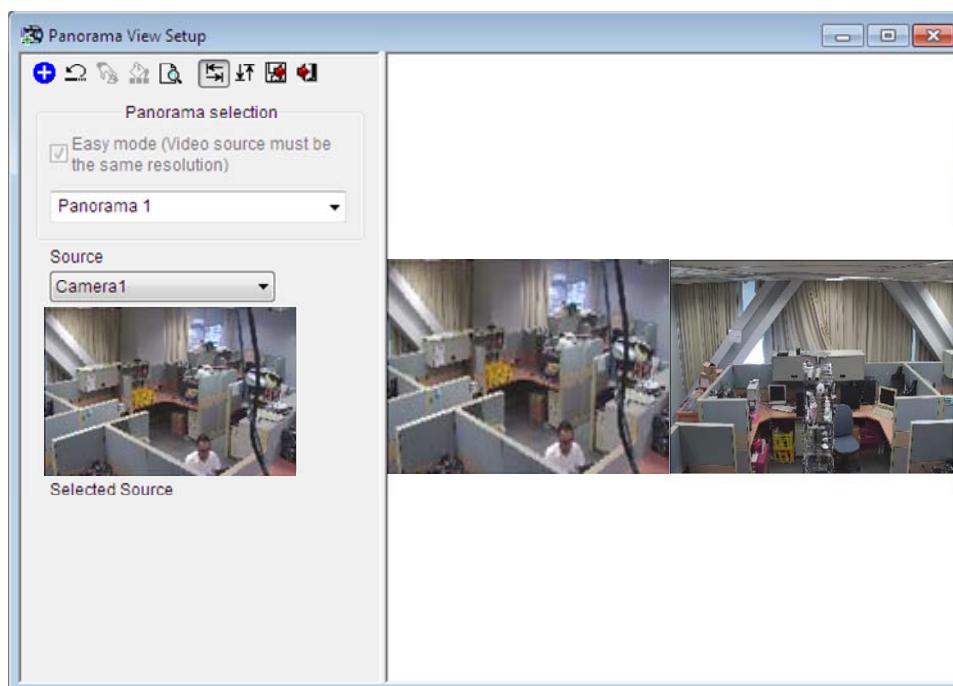 Panorama View Setup
Panorama selection
Easy mode (Video source must be
the same resolution)
Panorama 1
Source
Camera1
Selected Source